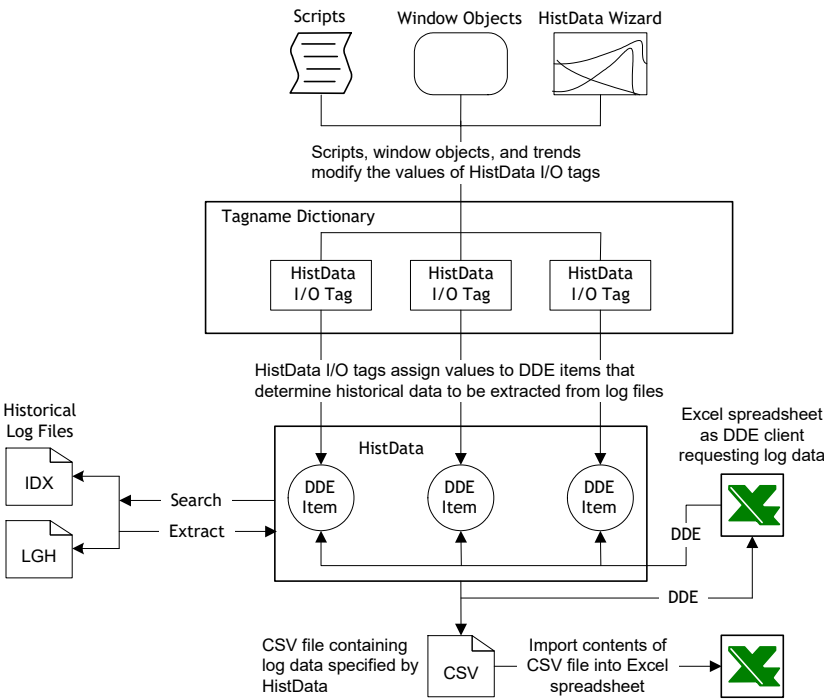 Scripts
Window Objects
HistData Wizard
Scripts, window objects, and trends
modify the values of HistData I/O tags
Tagname Dictionary
HistData
I/O Tag
HistData
I/O Tag
HistData
I/O Tag
HistData I/O tags assign values to DDE items that
determine historical data to be extracted from log files
Historical
Log Files
IDX
LGH
Search
Extract
HistData
DDE
Item
DDE
Item
DDE
Item
Excel spreadsheet
as DDE client
requesting log data
DDE
DDE
CSV file containing
log data specified by
HistData
CSV
Import contents of
CSV file into Excel
spreadsheet